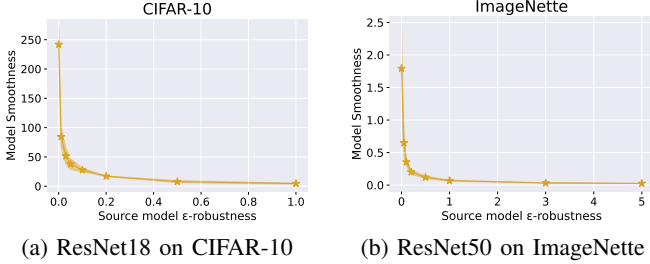 CIFAR-10
Model Smoothness
250
200
150
100
50
0
0.0 0.2 0.4 0.6 0.8 1.0
Source model ε-robustness
(a) ResNet18 on CIFAR-10
ImageNette
Model Smoothness
2.5
2.0
1.5
1.0
0.5
0.0
0 1 2 3 4 5
Source model ε-robustness
(b) ResNet50 on ImageNette